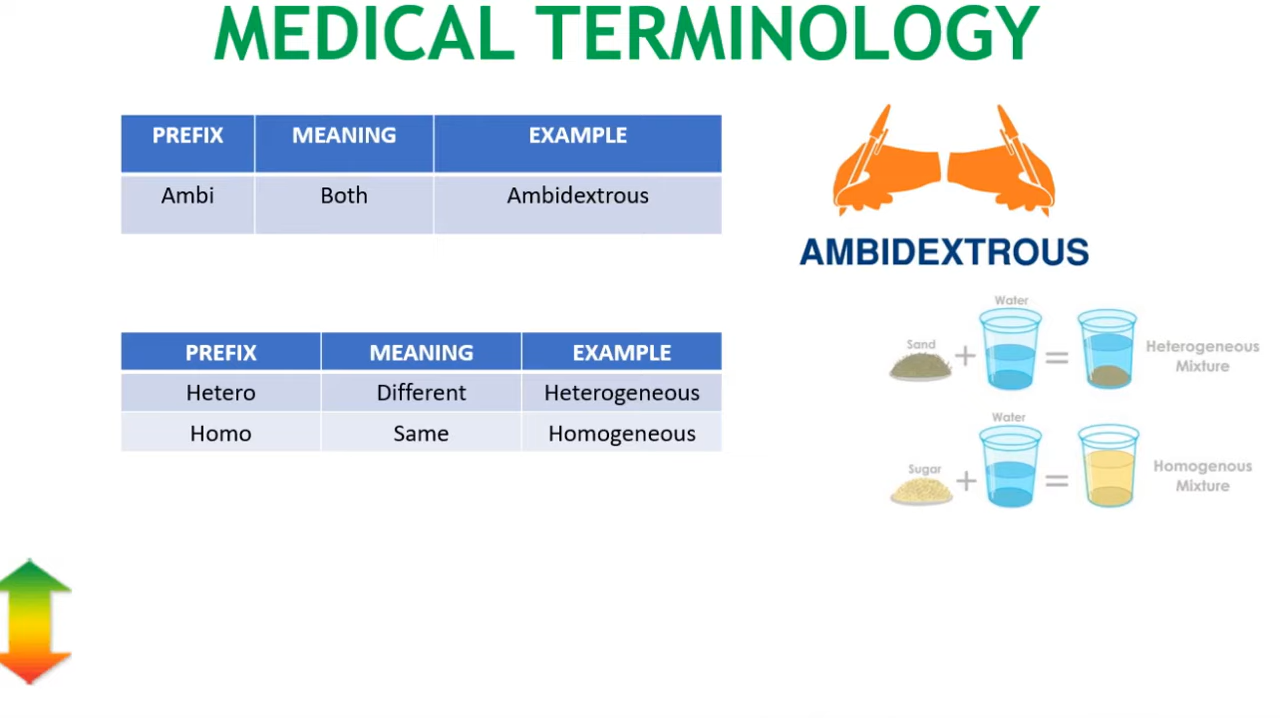 MEDICAL TERMINOLOGY
PREFIX MEANING EXAMPLE
Ambi Both Ambidextrous
AMBIDEXTROUS
PREFIX MEANING EXAMPLE
Hetero Different Heterogeneous
Homo Same Homogeneous
Water
Sand
+ =
Heterogeneous
Mixture
Water
Sugar
+ =
Homogenous
Mixture